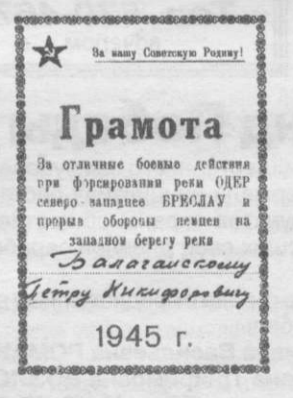 За нашу Советскую Родину!
Грамота
За отличные боевые действия
при форсировании реки ОДЕР
северо-западнее БРЕСЛАУ и
прорыв обороны немцев на
западном берегу реки
Балаганскому
Петру Никифоровичу
1945 г.